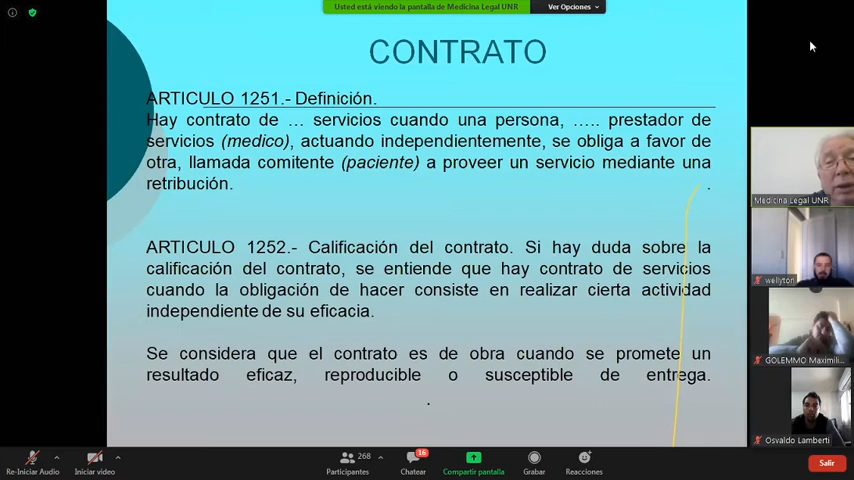 Usted está viendo la pantalla de Medicina Legal UNR
Ver Opciones
CONTRATO
ARTICULO 1251.- Definición.
Hay contrato de … servicios cuando una persona, ….. prestador de
servicios (medico), actuando independientemente, se obliga a favor de
otra, llamada comitente (paciente) a proveer un servicio mediante una
retribución. .
ARTICULO 1252.- Calificación del contrato. Si hay duda sobre la
calificación del contrato, se entiende que hay contrato de servicios
cuando la obligación de hacer consiste en realizar cierta actividad
independiente de su eficacia.
Se considera que el contrato es de obra cuando se promete un
resultado eficaz, reproducible o susceptible de entrega.
.
Medicina Legal UNR
wellyton
GOLEMMO Maximili...
Osvaldo Lamberti
Re-Iniciar Audio
Iniciar video
268
Participantes
16
Chatear
Compartir pantalla
Grabar
Reacciones
Salir